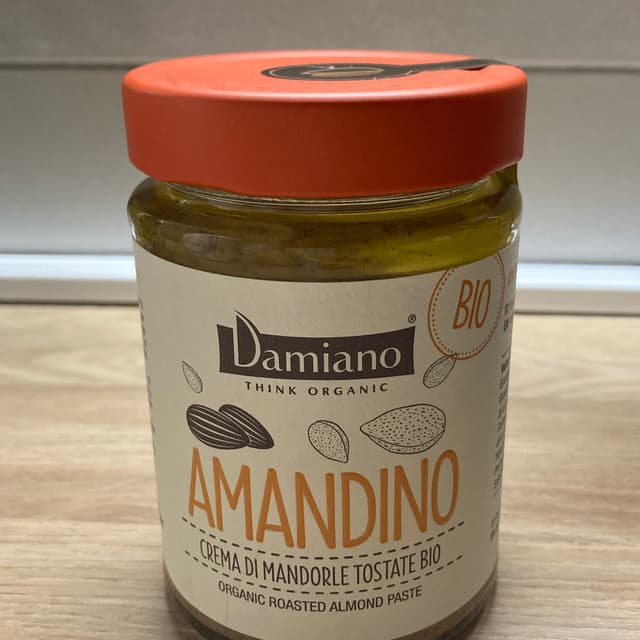 BIO
Damiano®
THINK ORGANIC
AMANDINO
CREMA DI MANDORLE TOSTATE BIO
ORGANIC ROASTED ALMOND PASTE